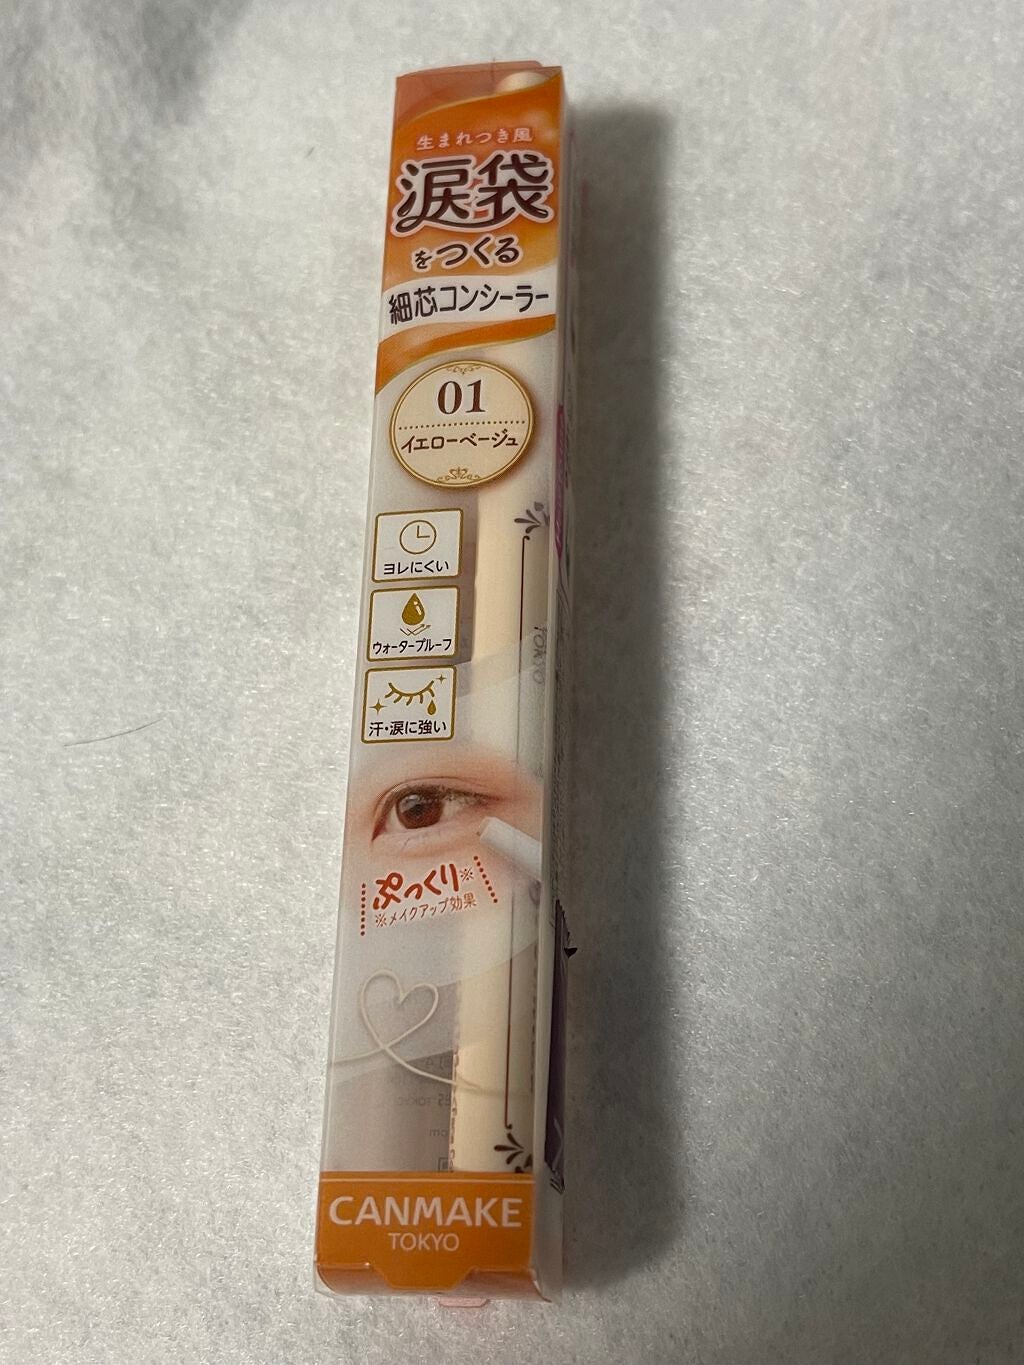 生まれつき風
涙袋
をつくる
細芯コンシーラー
01
イエローベージュ
ヨレにくい
ウォータープルーフ
汗・涙に強い
TOKYO
ぷっくり※
※メイクアップ効果
CANMAKE
TOKYO